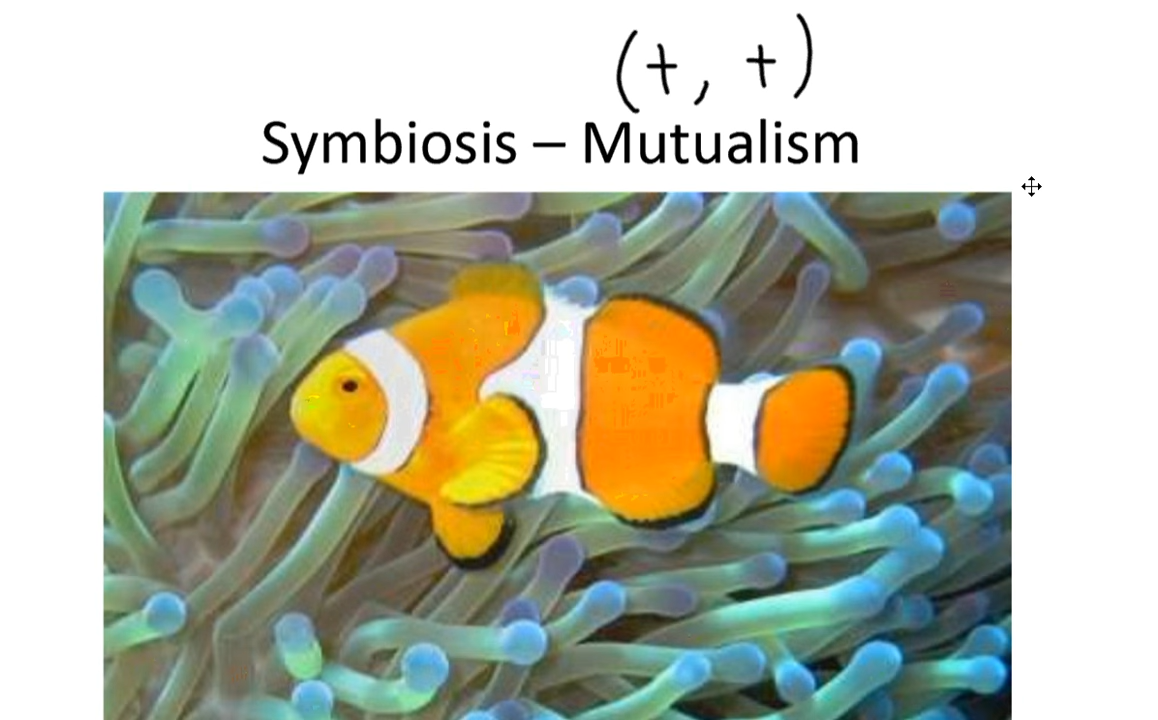 (+, +)
Symbiosis – Mutualism